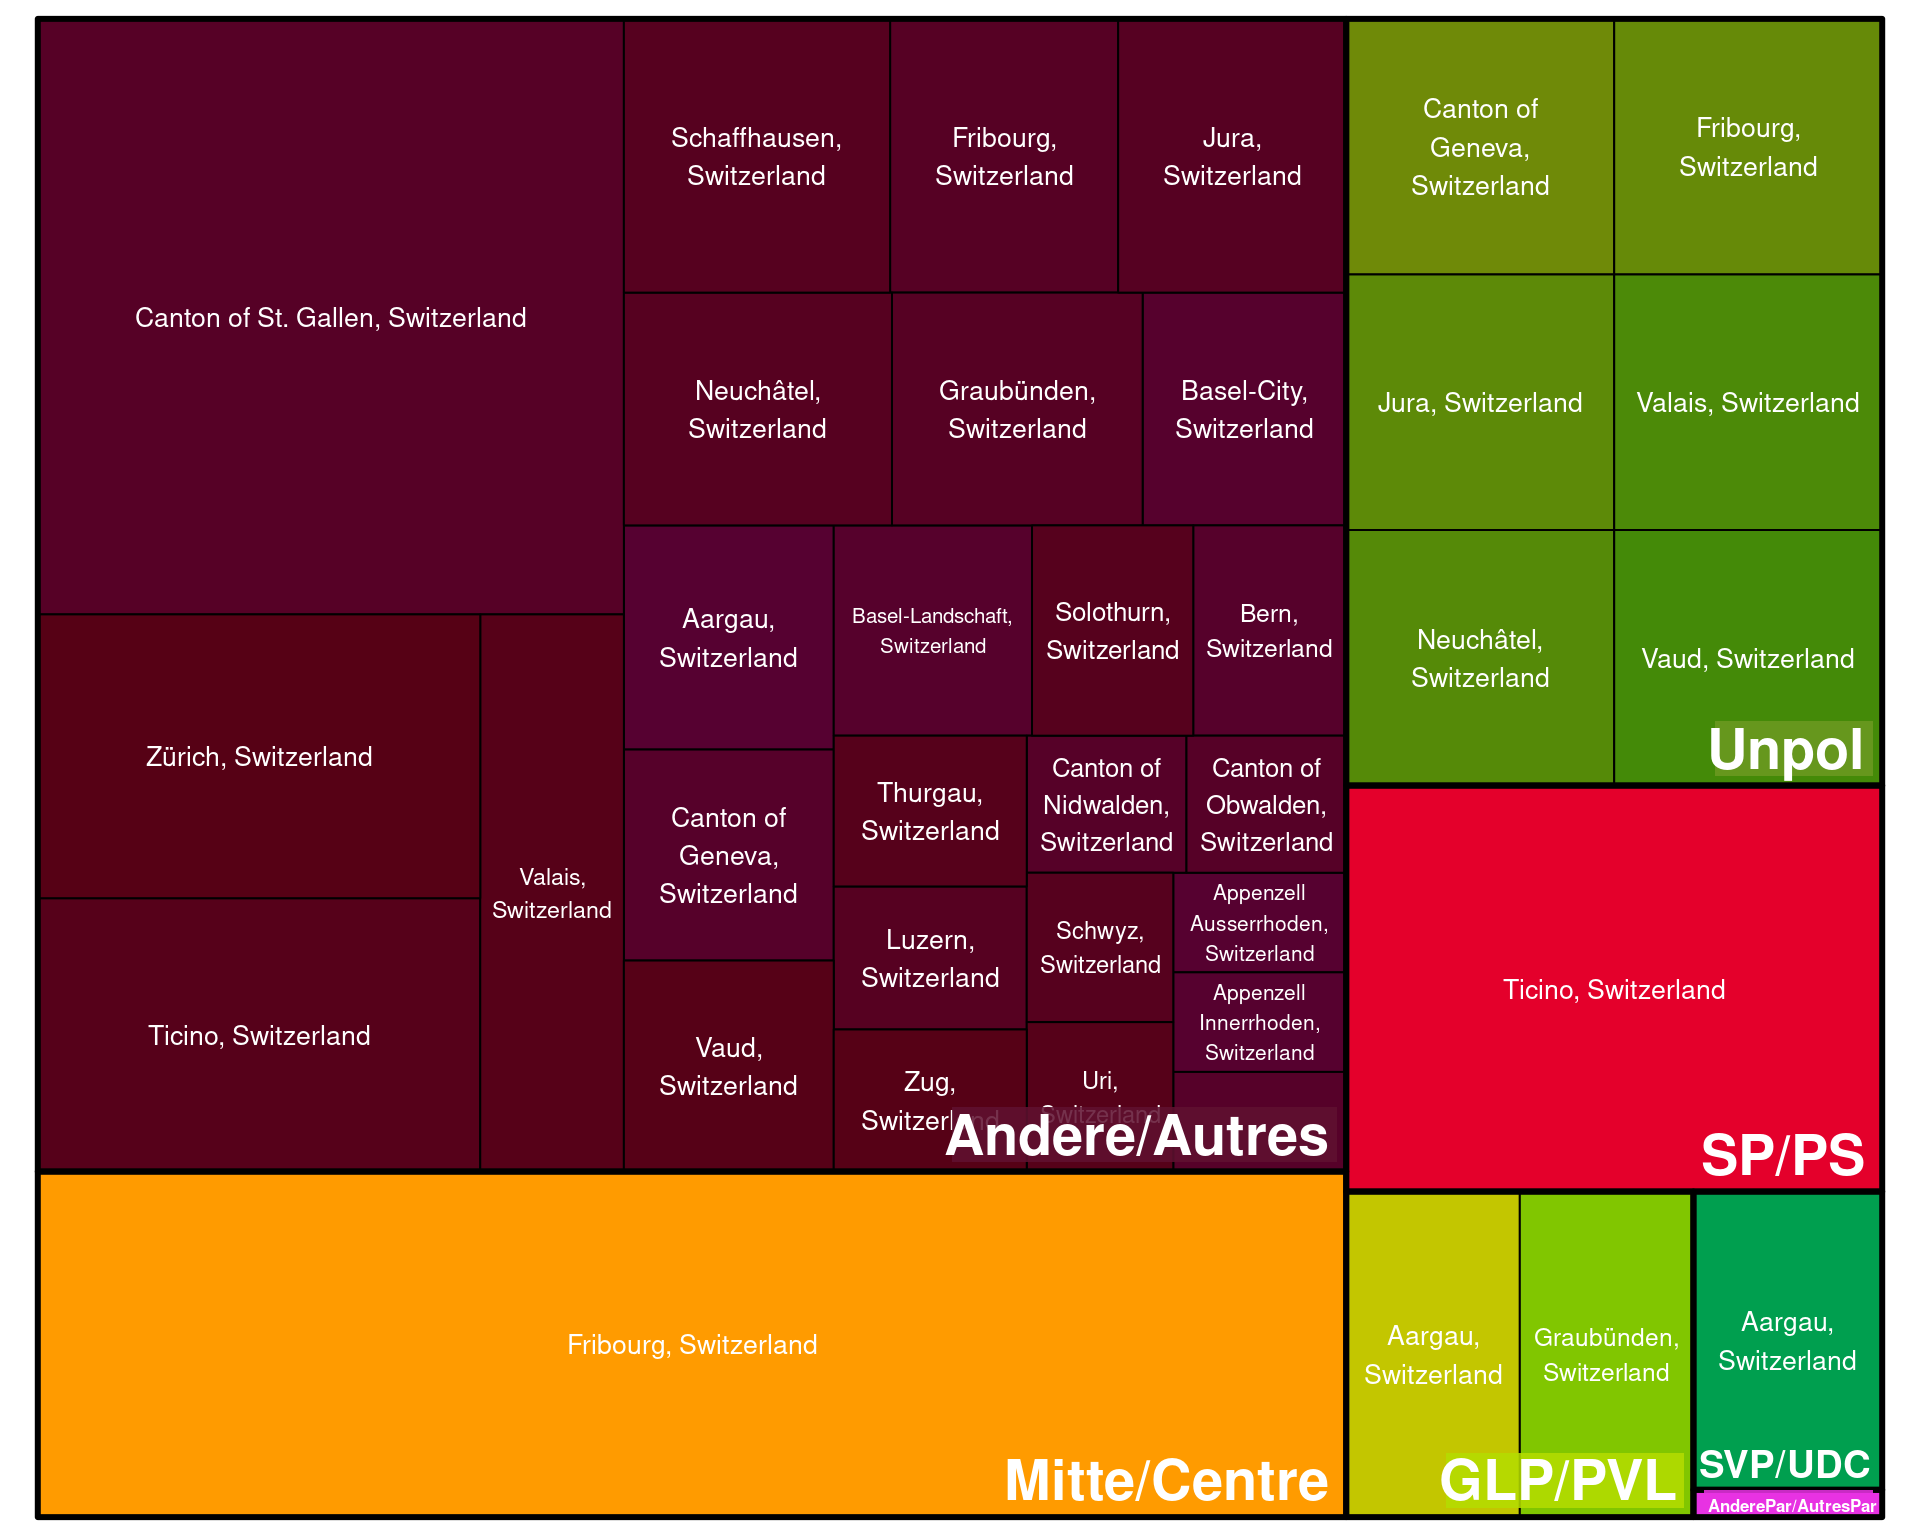 Canton of St. Gallen, Switzerland
Schaffhausen,
Switzerland
Fribourg,
Switzerland
Jura,
Switzerland
Neuchâtel,
Switzerland
Graubünden,
Switzerland
Basel-City,
Switzerland
Zürich, Switzerland
Ticino, Switzerland
Valais,
Switzerland
Aargau,
Switzerland
Basel-Landschaft,
Switzerland
Solothurn,
Switzerland
Bern,
Switzerland
Canton of
Geneva,
Switzerland
Vaud,
Switzerland
Thurgau,
Switzerland
Luzern,
Switzerland
Zug,
Switzerland
Canton of
Nidwalden,
Switzerland
Canton of
Obwalden,
Switzerland
Schwyz,
Switzerland
Uri,
Switzerland
Appenzell
Ausserrhoden,
Switzerland
Appenzell
Innerrhoden,
Switzerland
Andere/Autres
Fribourg, Switzerland
Mitte/Centre
Canton of
Geneva,
Switzerland
Fribourg,
Switzerland
Jura, Switzerland
Valais, Switzerland
Neuchâtel,
Switzerland
Vaud, Switzerland
Unpol
Ticino, Switzerland
SP/PS
Aargau,
Switzerland
Graubünden,
Switzerland
GLP/PVL
Aargau,
Switzerland
SVP/UDC
AnderePar/AutresPar